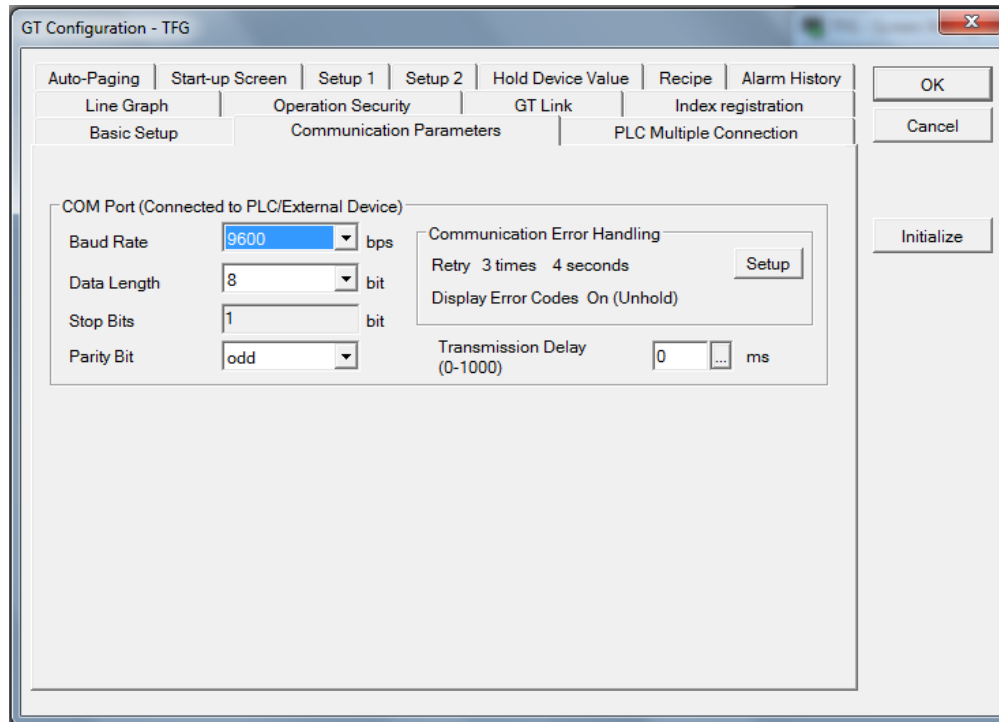 GT Configuration - TFG
X
Auto-Paging Start-up Screen Setup 1 Setup 2 Hold Device Value Recipe Alarm History
Line Graph Operation Security GT Link Index registration
Basic Setup Communication Parameters PLC Multiple Connection
OK
Cancel
Initialize
COM Port (Connected to PLC/External Device)
Baud Rate 9600 bps
Data Length 8 bit
Stop Bits 1 bit
Parity Bit odd
Communication Error Handling
Retry 3 times 4 seconds Setup
Display Error Codes On (Unhold)
Transmission Delay
(0-1000) 0 ... ms